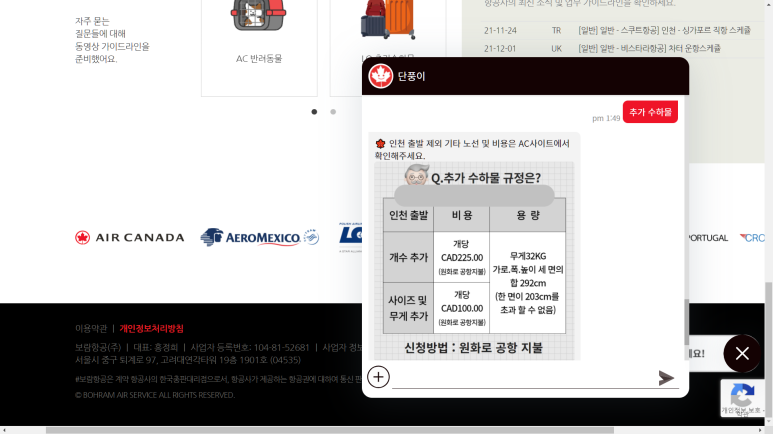 항공사의 최신 소식 및 업무 가이드라인을 확인하세요.
자주 묻는
질문들에 대해
동영상 가이드라인을
준비했어요.
AC 반려동물
21-11-24 TR [일반] 일반 - 스쿠트항공] 인천 - 싱가포르 직항 스케쥴
21-12-01 UK [일반] 일반 - 비스타라항공] 차터 운항스케쥴
단풍이
pm 1:49 추가 수하물
인천 출발 제외 기타 노선 및 비용은 AC사이트에서
확인해주세요.
Q.추가 수하물 규정은?
인천 출발 비 용 용 량
개수 추가
개당
CAD225.00
(원화로 공항지불)
무게32KG
가로.폭.높이 세 면의
합 292cm
(한 면이 203cm를
초과 할 수 없음)
사이즈 및
무게 추가
개당
CAD100.00
(원화로 공항지불)
신청방법 : 원화로 공항 지불
AIR CANADA
AEROMEXICO
PORTUGAL
이용약관 | 개인정보처리방침
보람항공(주) | 대표: 홍경희 | 사업자 등록번호: 104-81-52681 | 사업자 정보
서울시 중구 퇴계로 97, 고려대연각타워 19층 1901호 (04535)
#보람항공은 계약 항공사의 한국총판대리점으로서, 항공사가 제공하는 항공권에 대하여 통신 판
© BOHRAM AIR SERVICE ALL RIGHTS RESERVED.
요!
개인정보 보호 -
약관